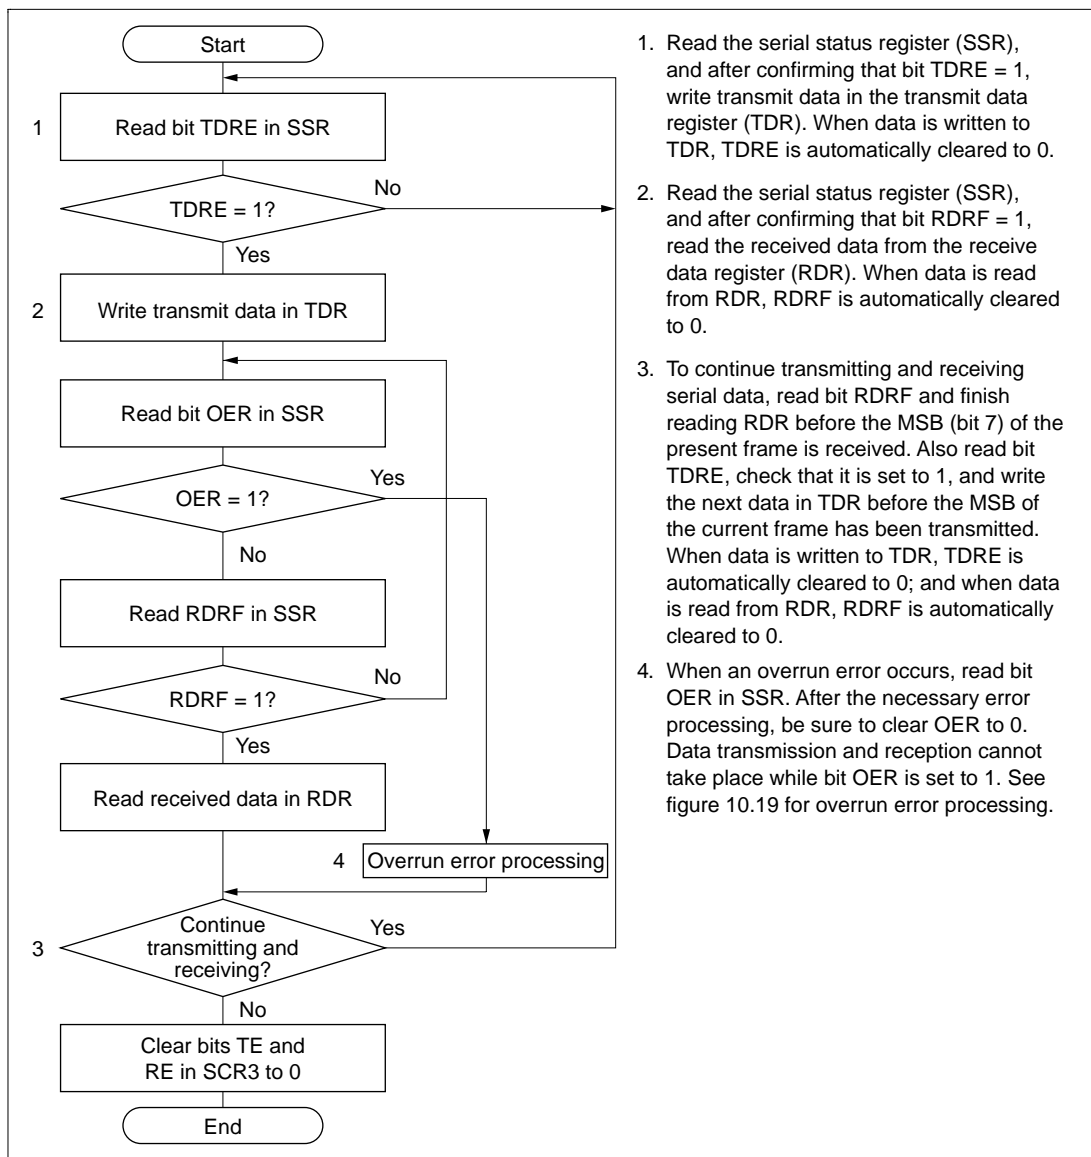 Start
1
Read bit TDRE in SSR
TDRE = 1?
No
Yes
2
Write transmit data in TDR
Read bit OER in SSR
OER = 1?
Yes
No
Read RDRF in SSR
RDRF = 1?
No
Yes
Read received data in RDR
4
Overrun error processing
3
Continue
transmitting and
receiving?
Yes
No
Clear bits TE and
RE in SCR3 to 0
End
1. Read the serial status register (SSR),
and after confirming that bit TDRE = 1,
write transmit data in the transmit data
register (TDR). When data is written to
TDR, TDRE is automatically cleared to 0.
2. Read the serial status register (SSR),
and after confirming that bit RDRF = 1,
read the received data from the receive
data register (RDR). When data is read
from RDR, RDRF is automatically cleared
to 0.
3. To continue transmitting and receiving
serial data, read bit RDRF and finish
reading RDR before the MSB (bit 7) of the
present frame is received. Also read bit
TDRE, check that it is set to 1, and write
the next data in TDR before the MSB of
the current frame has been transmitted.
When data is written to TDR, TDRE is
automatically cleared to 0; and when data
is read from RDR, RDRF is automatically
cleared to 0.
4. When an overrun error occurs, read bit
OER in SSR. After the necessary error
processing, be sure to clear OER to 0.
Data transmission and reception cannot
take place while bit OER is set to 1. See
figure 10.19 for overrun error processing.